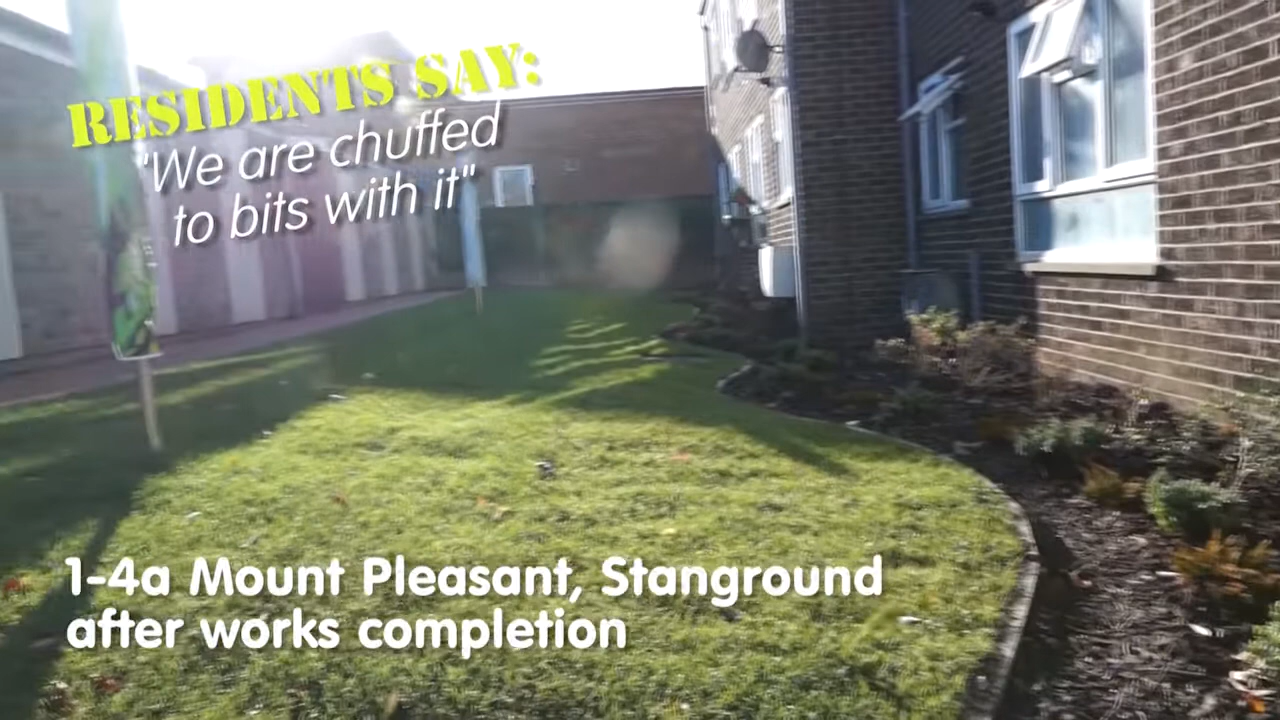 RESIDENTS SAY:
"We are chuffed
to bits with it"
1-4a Mount Pleasant, Stanground
after works completion